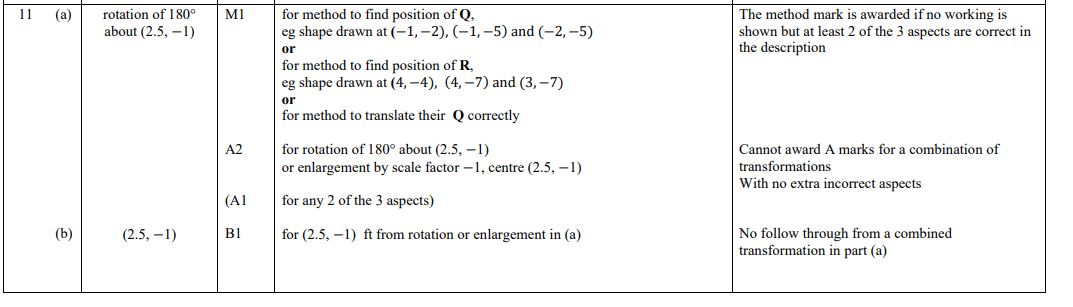 11 (a) rotation of 180° M1 for method to find position of Q, The method mark is awarded if no working is
about (2.5, −1) eg shape drawn at (−1, −2), (−1, −5) and (−2, −5) shown but at least 2 of the 3 aspects are correct in
or the description
for method to find position of R,
eg shape drawn at (4, −4), (4, −7) and (3, −7)
or
for method to translate their Q correctly
A2 for rotation of 180° about (2.5, −1) Cannot award A marks for a combination of
or enlargement by scale factor −1, centre (2.5, −1) transformations
With no extra incorrect aspects
(A1 for any 2 of the 3 aspects)
(b) (2.5, −1) B1 for (2.5, −1) ft from rotation or enlargement in (a) No follow through from a combined
transformation in part (a)